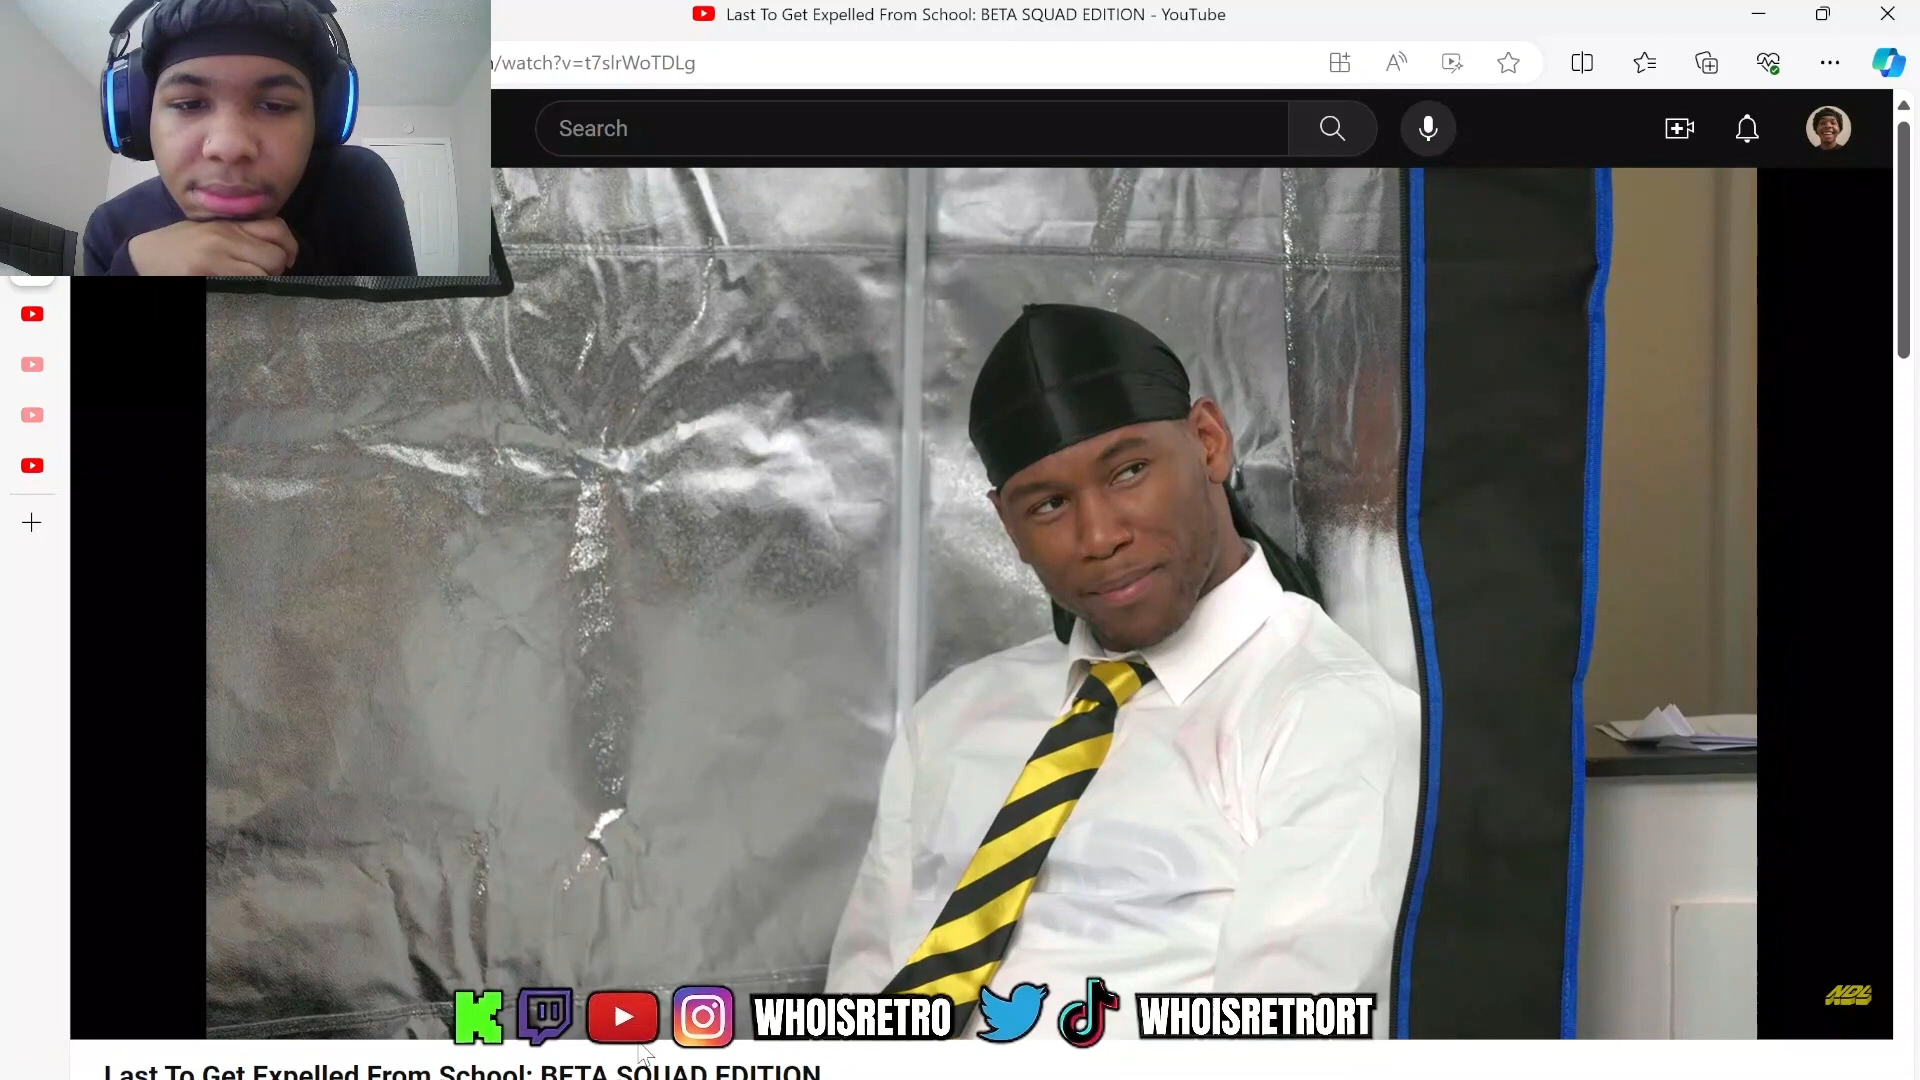 Last To Get Expelled From School: BETA SQUAD EDITION - YouTube
/watch?v=t7slrWoTDLg
Search
NDL
WHOISRETRO
WHOISRETRORT
Last To Get Expelled From School: BETA SQUAD EDITION